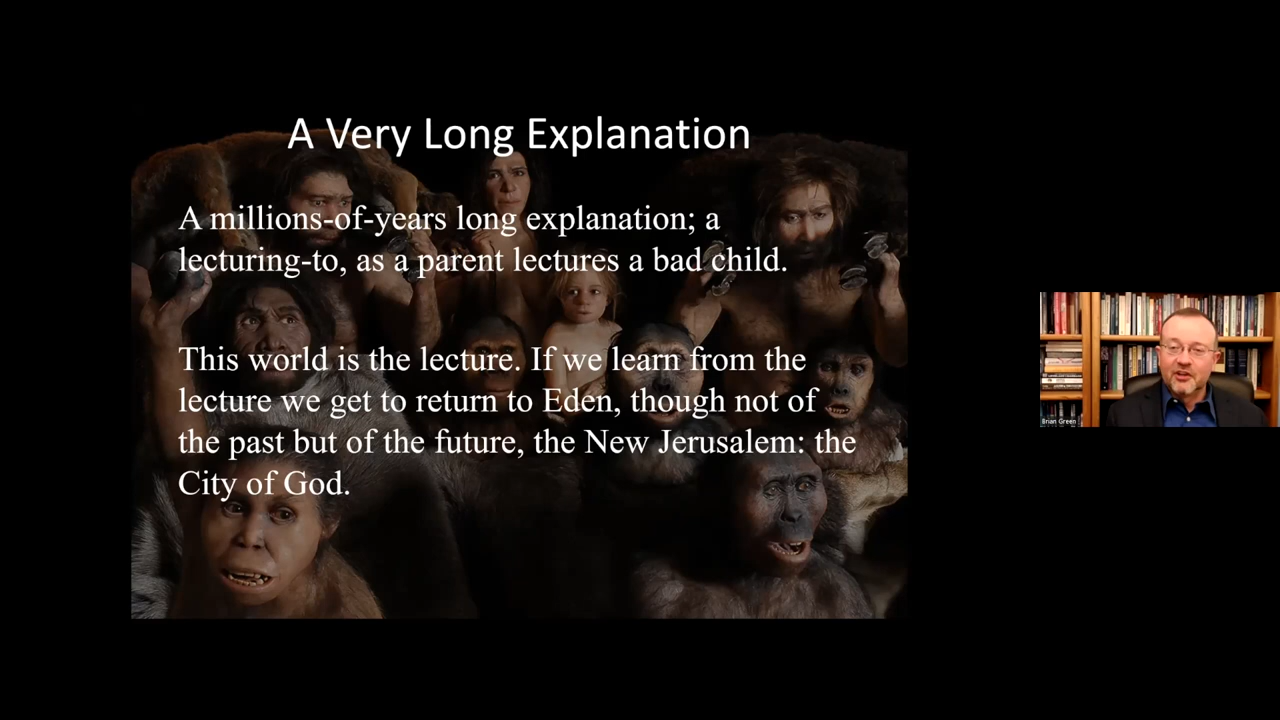 A Very Long Explanation
A millions-of-years long explanation; a
lecturing-to, as a parent lectures a bad child.
This world is the lecture. If we learn from the
lecture we get to return to Eden, though not of
the past but of the future, the New Jerusalem: the
City of God.
Brian Green